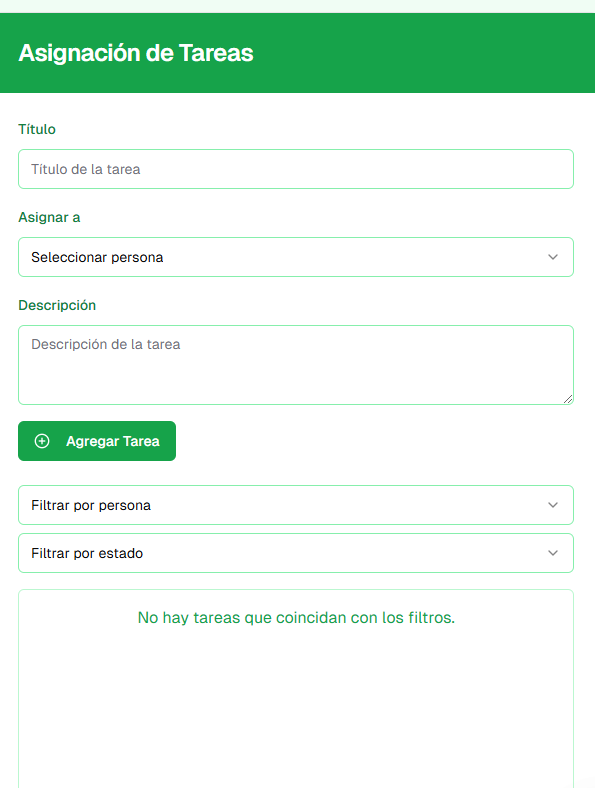 Asignación de Tareas
Título
Título de la tarea
Asignar a
Seleccionar persona
Descripción
Descripción de la tarea
Agregar Tarea
Filtrar por persona
Filtrar por estado
No hay tareas que coincidan con los filtros.